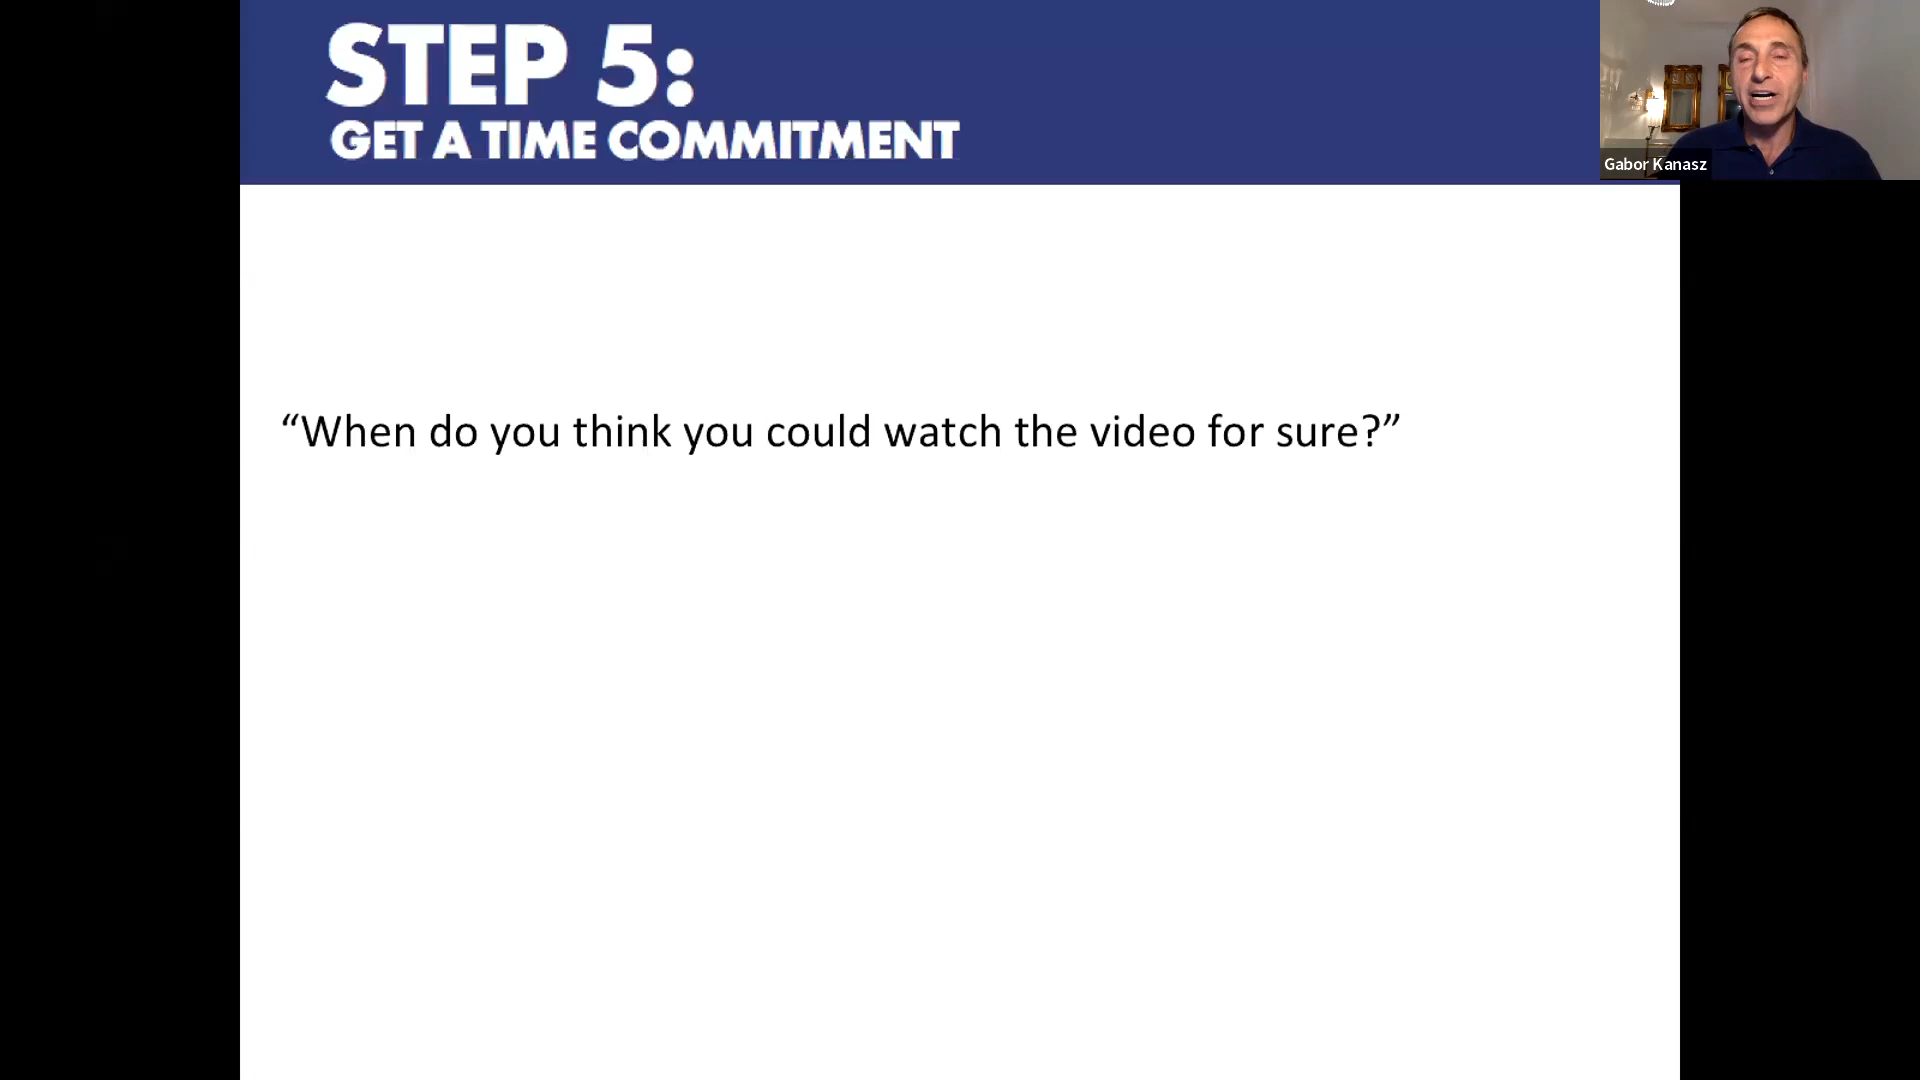 STEP 5:
GET A TIME COMMITMENT
Gabor Kanasz
“When do you think you could watch the video for sure?”